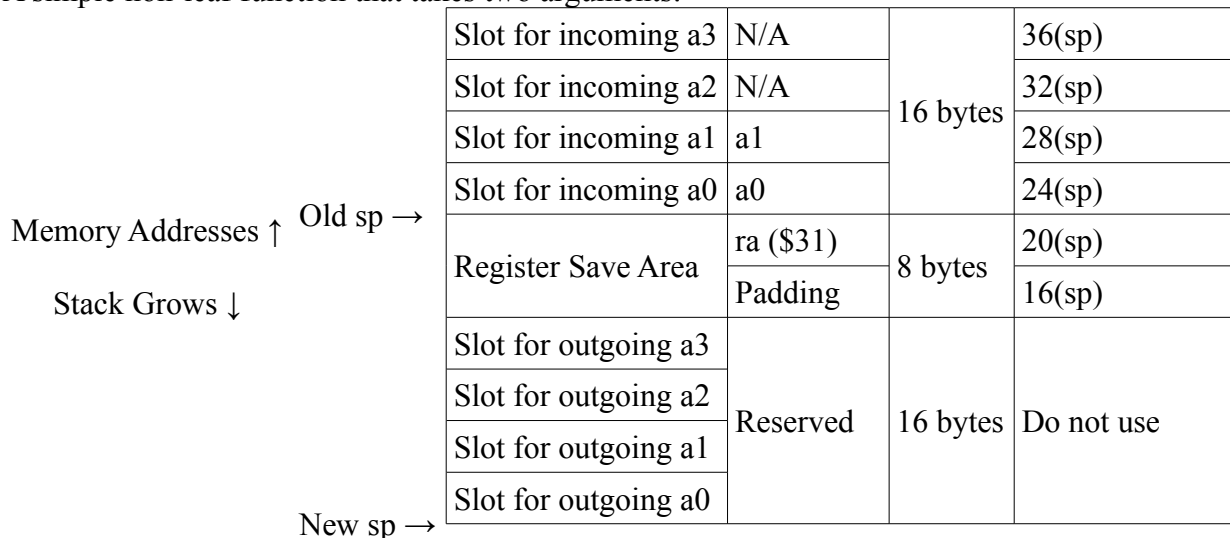 A simple non-leaf function that takes two arguments.
Slot for incoming a3 N/A 36(sp)
Slot for incoming a2 N/A 32(sp)
16 bytes
Slot for incoming a1 a1 28(sp)
Slot for incoming a0 a0 24(sp)
Old sp →
Memory Addresses ↑
Register Save Area ra ($31) 8 bytes 20(sp)
Padding 16(sp)
Stack Grows ↓
Slot for outgoing a3
Slot for outgoing a2
Reserved 16 bytes Do not use
Slot for outgoing a1
Slot for outgoing a0
New sp →